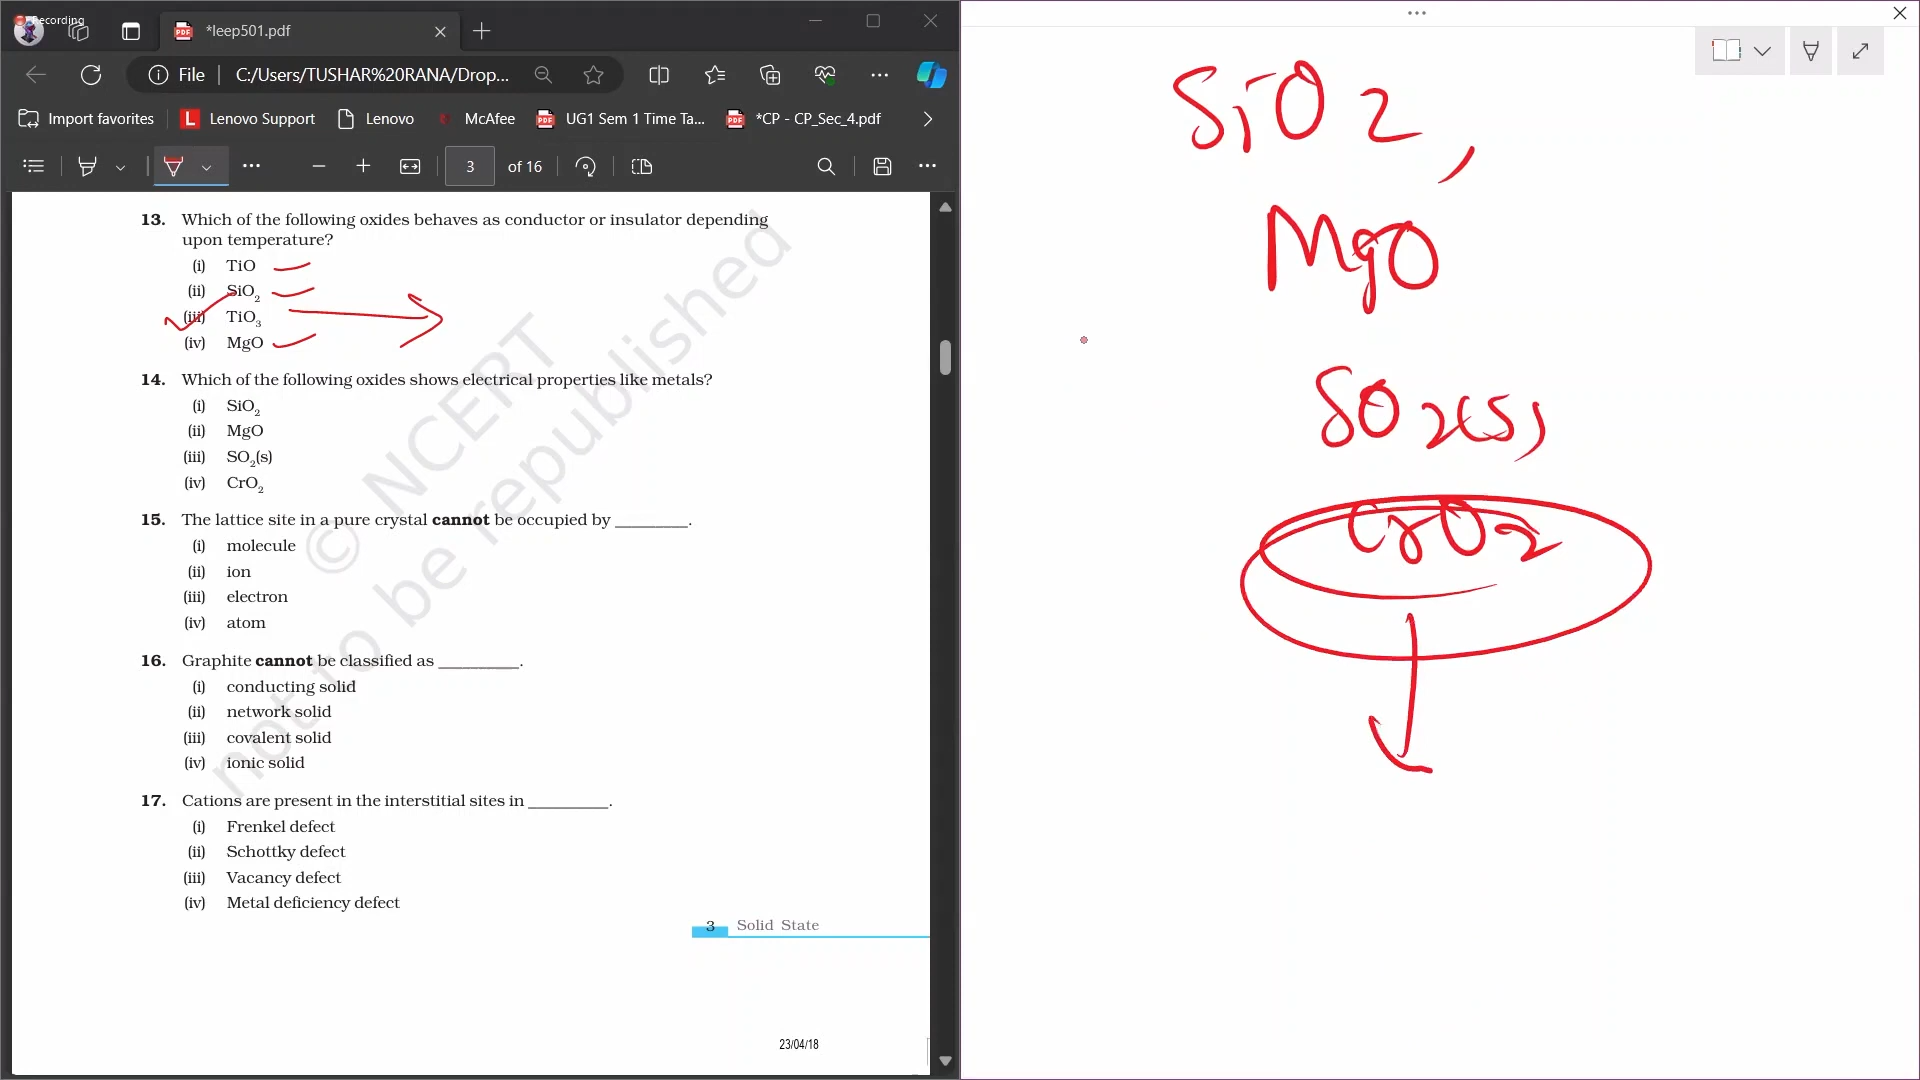 Recording
*leep501.pdf
File
C:/Users/TUSHAR%20RANA/Drop...
Import favorites
Lenovo Support
Lenovo
McAfee
UG1 Sem 1 Time Ta...
*CP - CP_Sec_4.pdf
3 of 16
13. Which of the following oxides behaves as conductor or insulator depending
upon temperature?
(i) TiO
(ii) SiO2
(iii) TiO3
(iv) MgO
14. Which of the following oxides shows electrical properties like metals?
(i) SiO2
(ii) MgO
(iii) SO2(s)
(iv) CrO2
15. The lattice site in a pure crystal cannot be occupied by _________.
(i) molecule
(ii) ion
(iii) electron
(iv) atom
16. Graphite cannot be classified as __________.
(i) conducting solid
(ii) network solid
(iii) covalent solid
(iv) ionic solid
17. Cations are present in the interstitial sites in __________.
(i) Frenkel defect
(ii) Schottky defect
(iii) Vacancy defect
(iv) Metal deficiency defect
3 Solid State
23/04/18
© NCERT
not to be republished
SiO2,
MgO
SO2(s)
CrO2